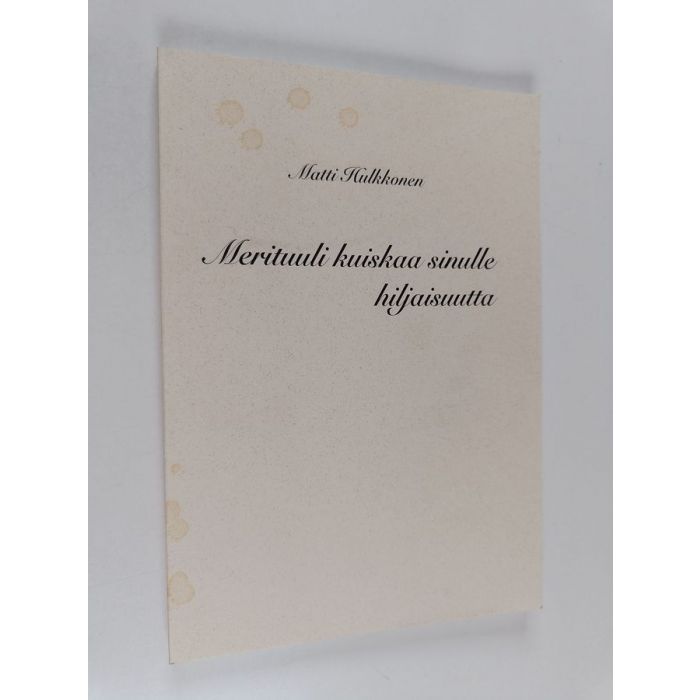 Matti Hulkkonen
Merituuli kuiskaa sinulle
hiljaisuutta